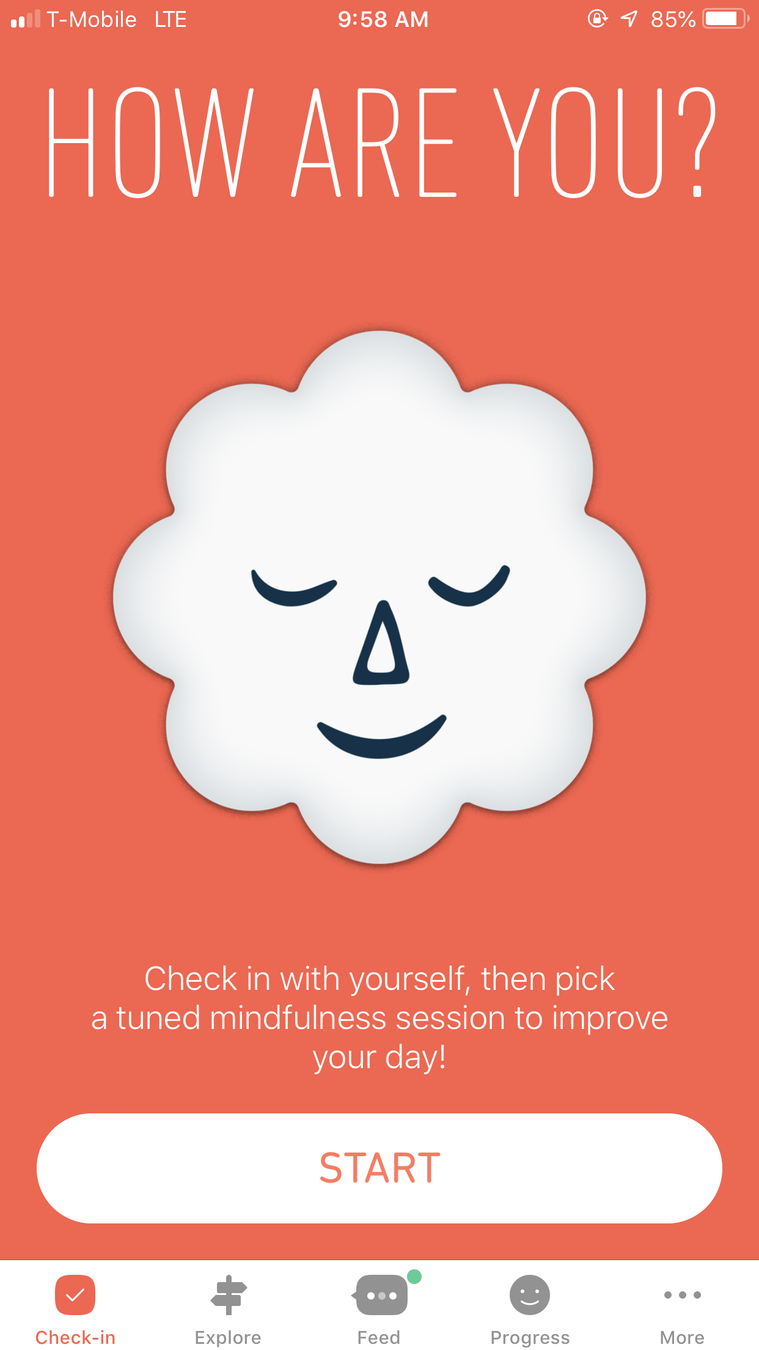 T-Mobile LTE 9:58 AM 85%
HOW ARE YOU?
Check in with yourself, then pick
a tuned mindfulness session to improve
your day!
START
Check-in Explore Feed Progress More